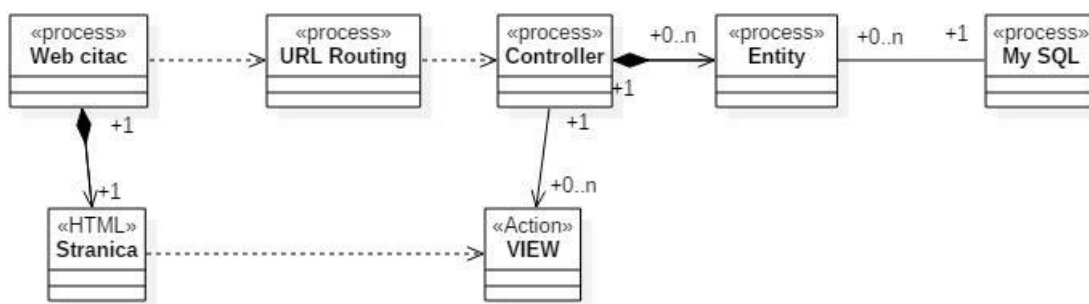 «process»
Web citac
«process»
URL Routing
«process»
Controller
+0..n
«process»
Entity
+0..n
+1
«process»
My SQL
+1
+1
+1
+1
+0..n
«HTML»
Stranica
«Action»
VIEW